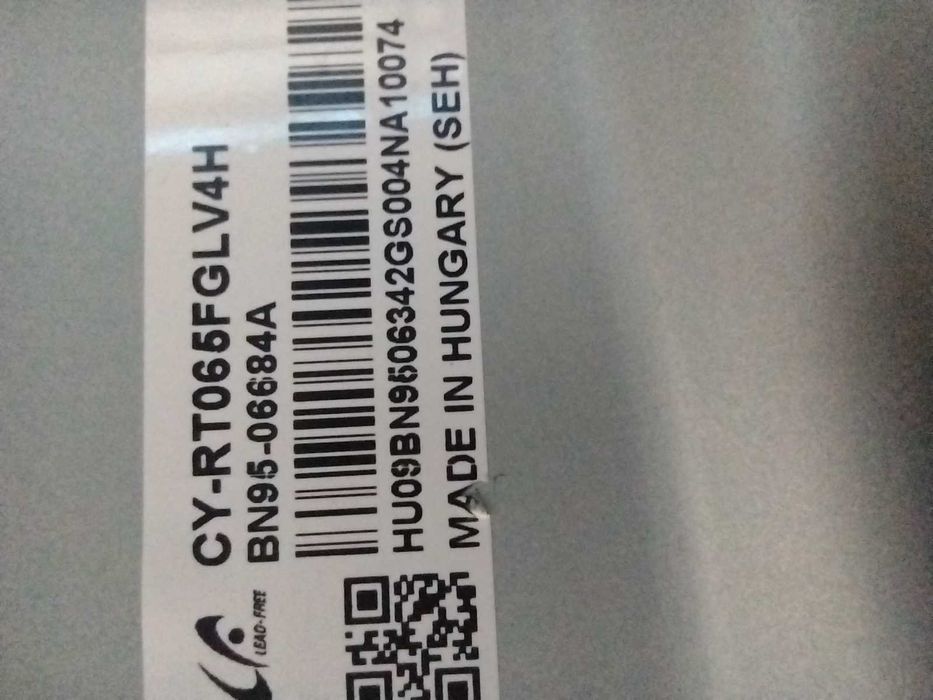 CY-RT065FGLV4H
BN95-06684A
HU09BN9506342GS004NA10074
MADE IN HUNGARY (SEH)
LEAD-FREE